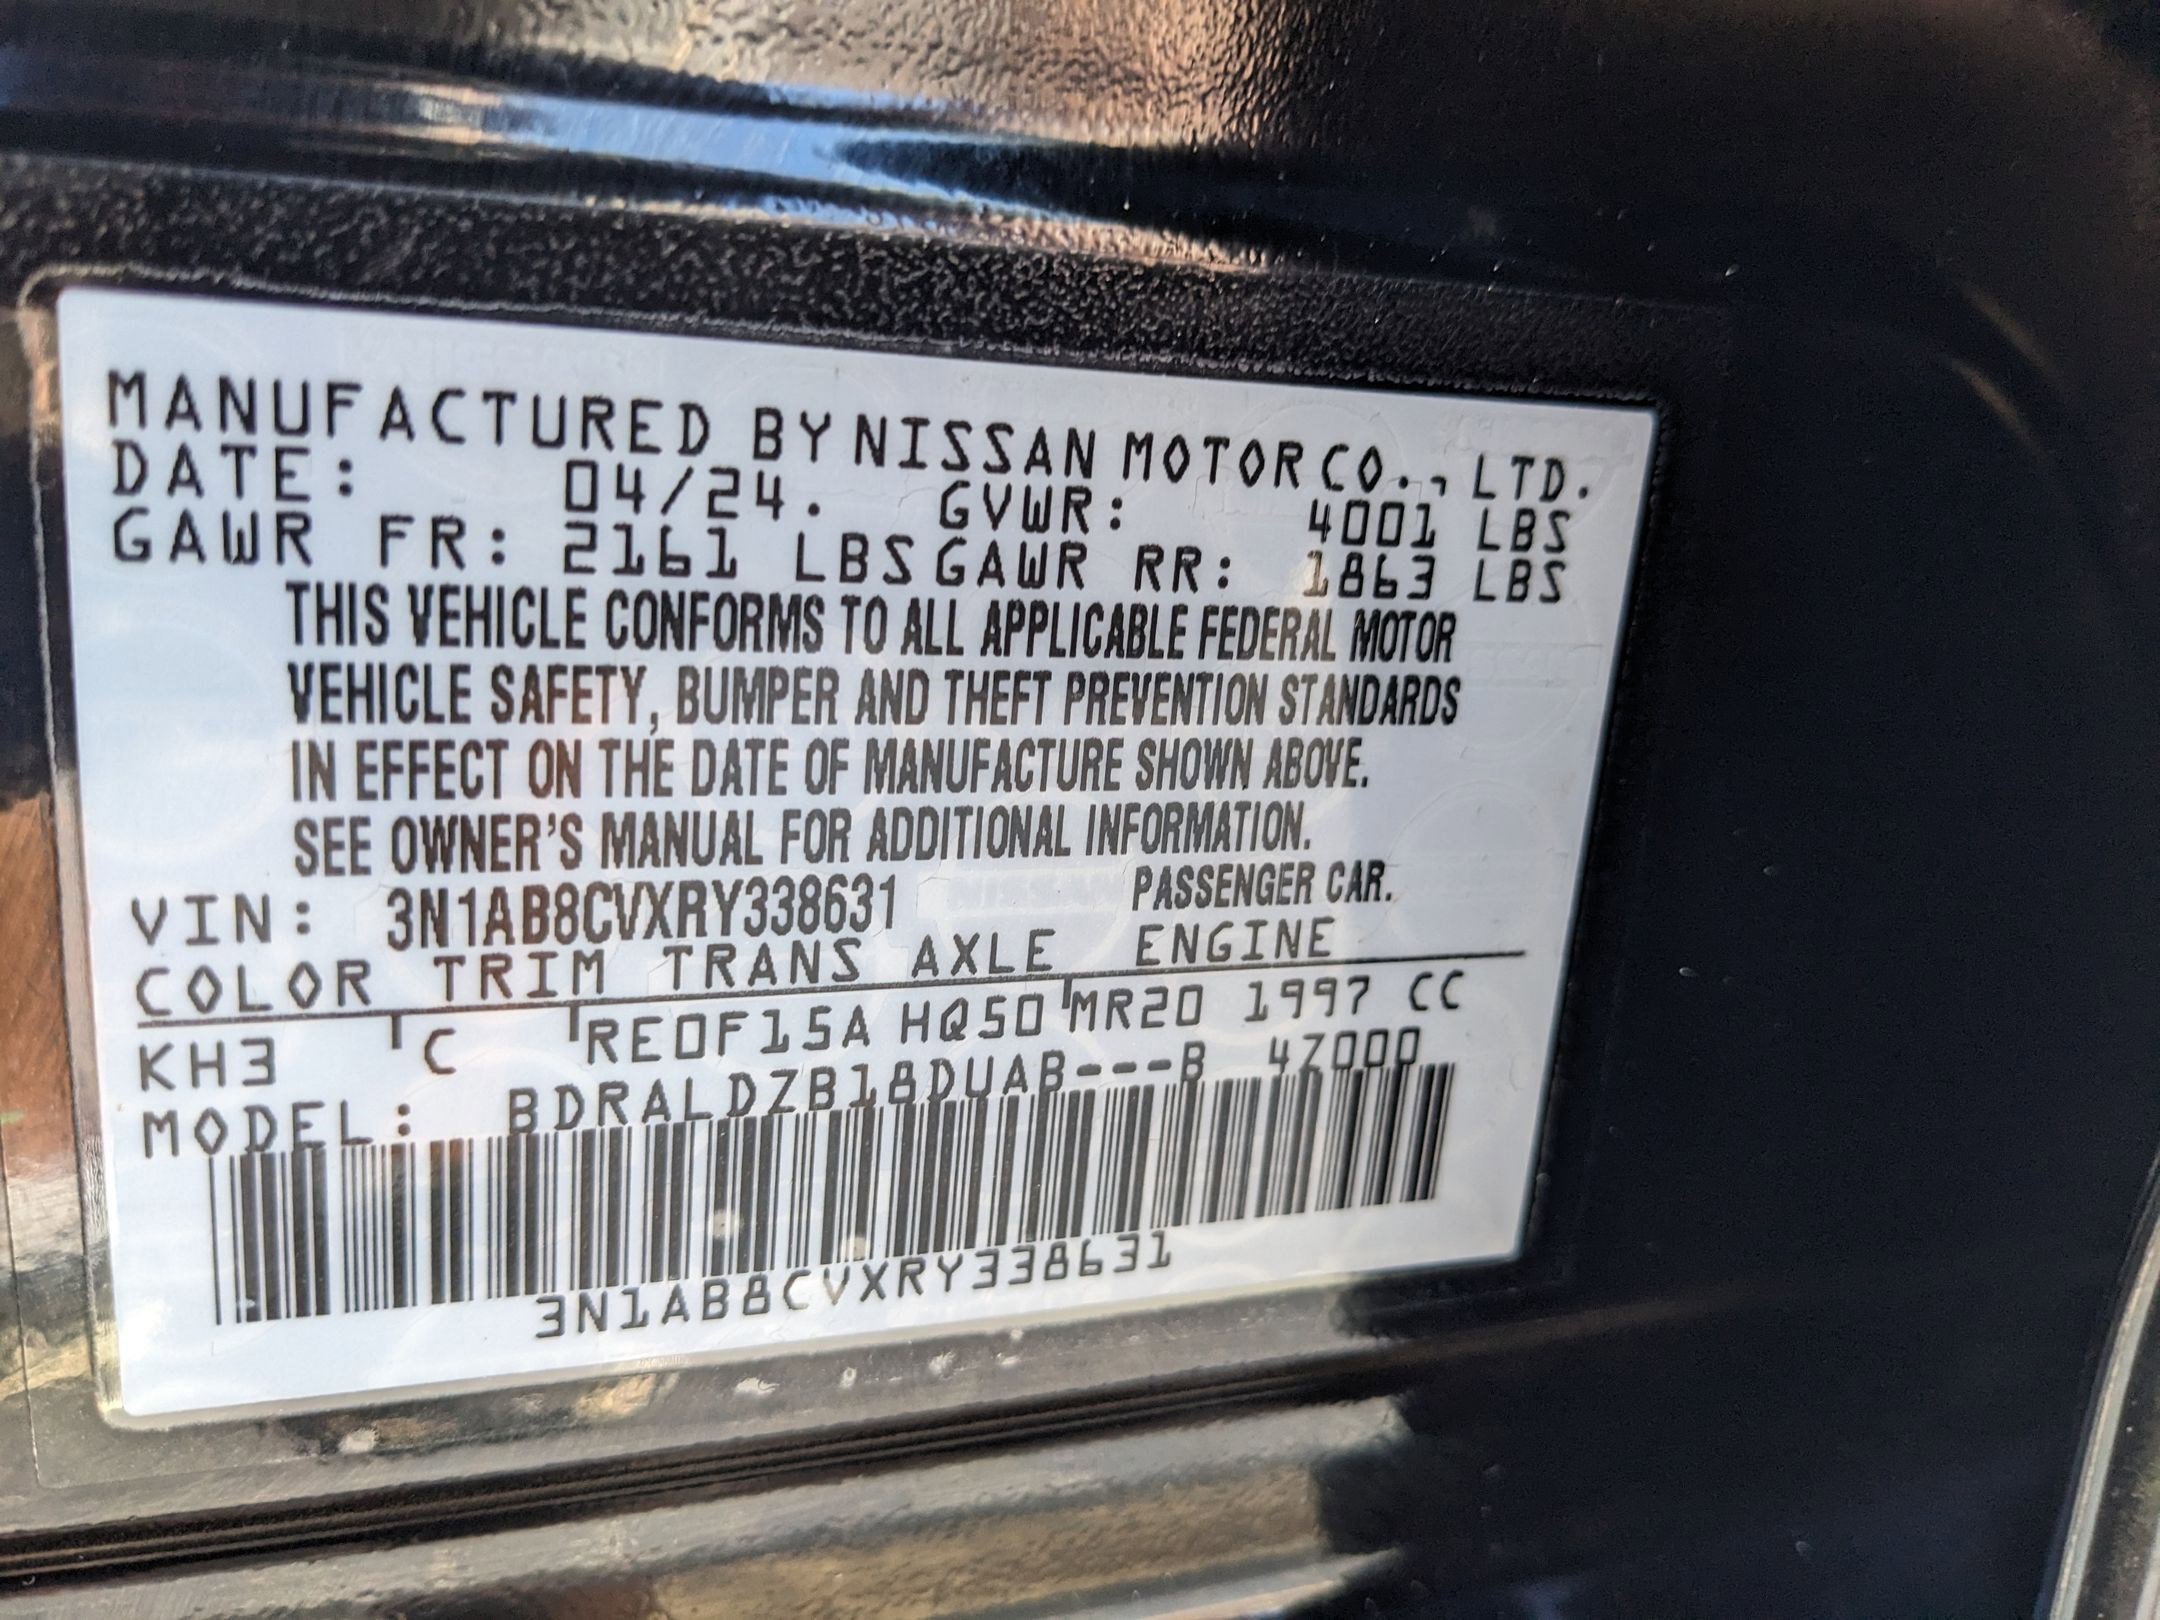 MANUFACTURED BY NISSAN MOTOR CO., LTD.
DATE: 04/24. GVWR: 4001 LBS
GAWR FR: 2161 LBS GAWR RR: 1863 LBS
THIS VEHICLE CONFORMS TO ALL APPLICABLE FEDERAL MOTOR
VEHICLE SAFETY, BUMPER AND THEFT PREVENTION STANDARDS
IN EFFECT ON THE DATE OF MANUFACTURE SHOWN ABOVE.
SEE OWNER'S MANUAL FOR ADDITIONAL INFORMATION.
VIN: 3N1AB8CVXRY338631 PASSENGER CAR.
COLOR TRIM TRANS AXLE ENGINE
KH3 C RE0F15A HQ50 MR20 1997 CC
MODEL: BDRALDZB18DUAB---B 4Z000
3N1AB8CVXRY338631